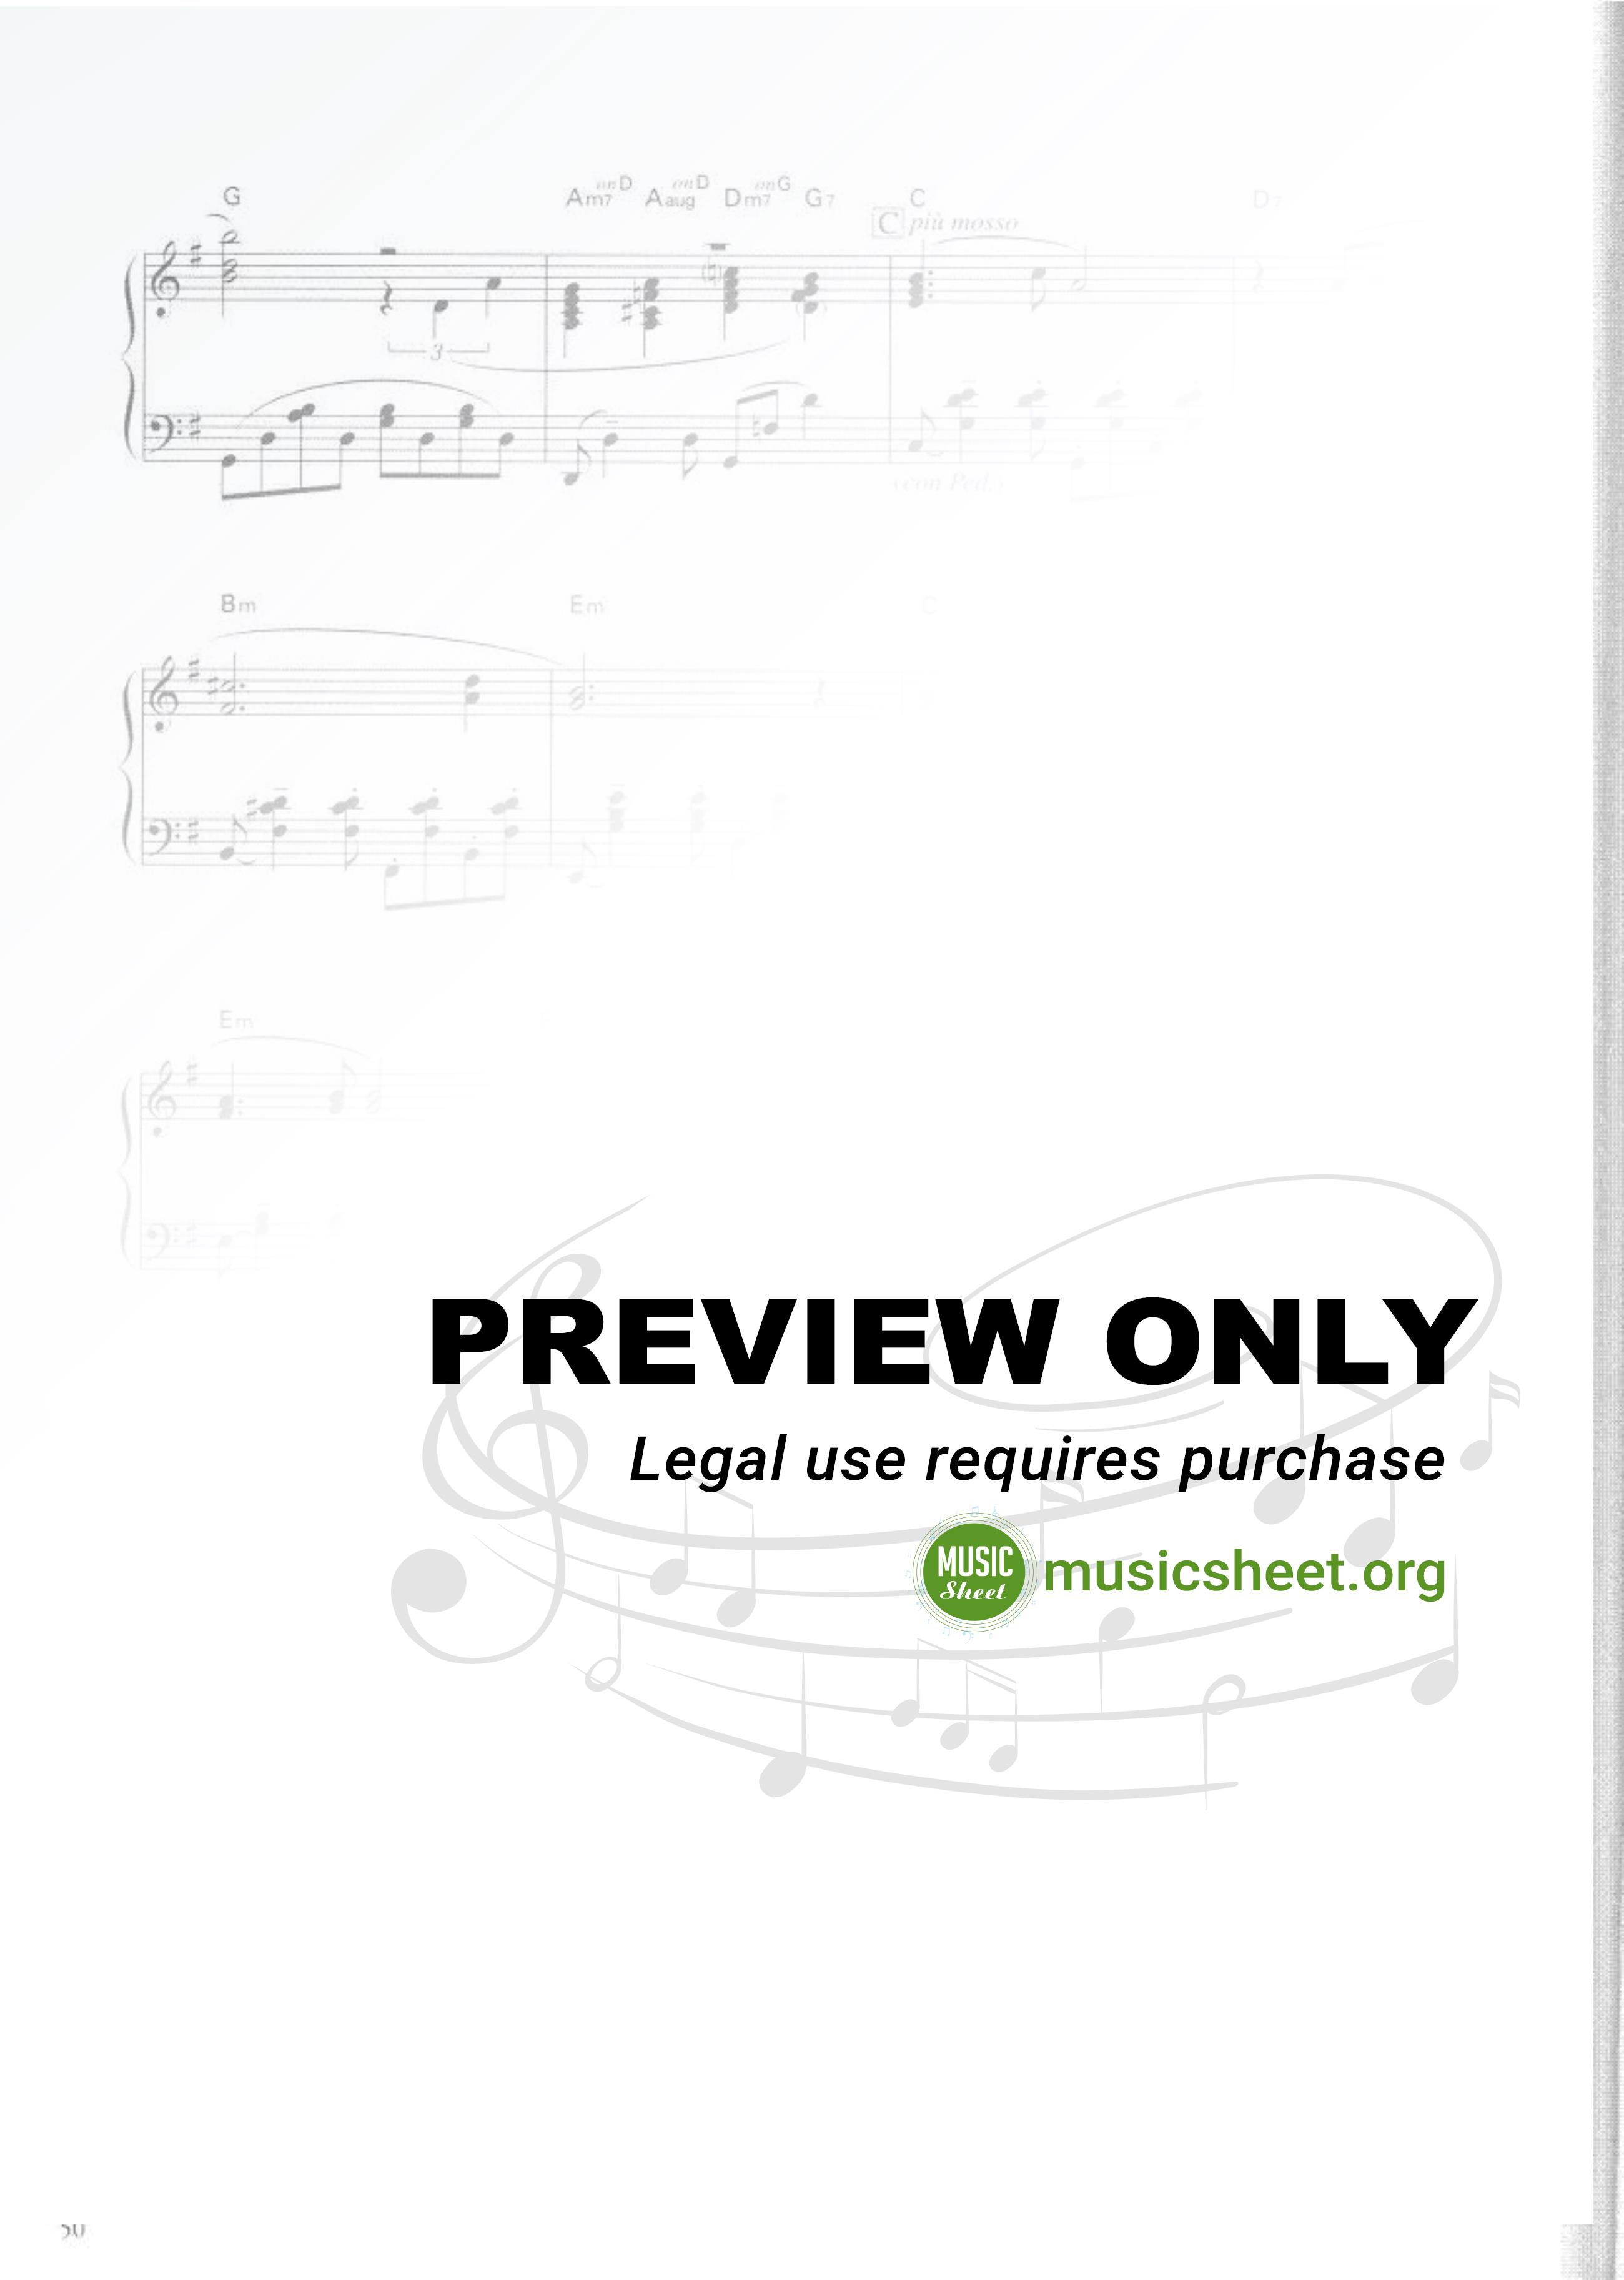 G Am7 onD Aaug onD Dm7 onG G7 C D7
C più mosso
3
(con Ped.)
Bm Em C
Em
PREVIEW ONLY
Legal use requires purchase
MUSIC
Sheet
musicsheet.org
50